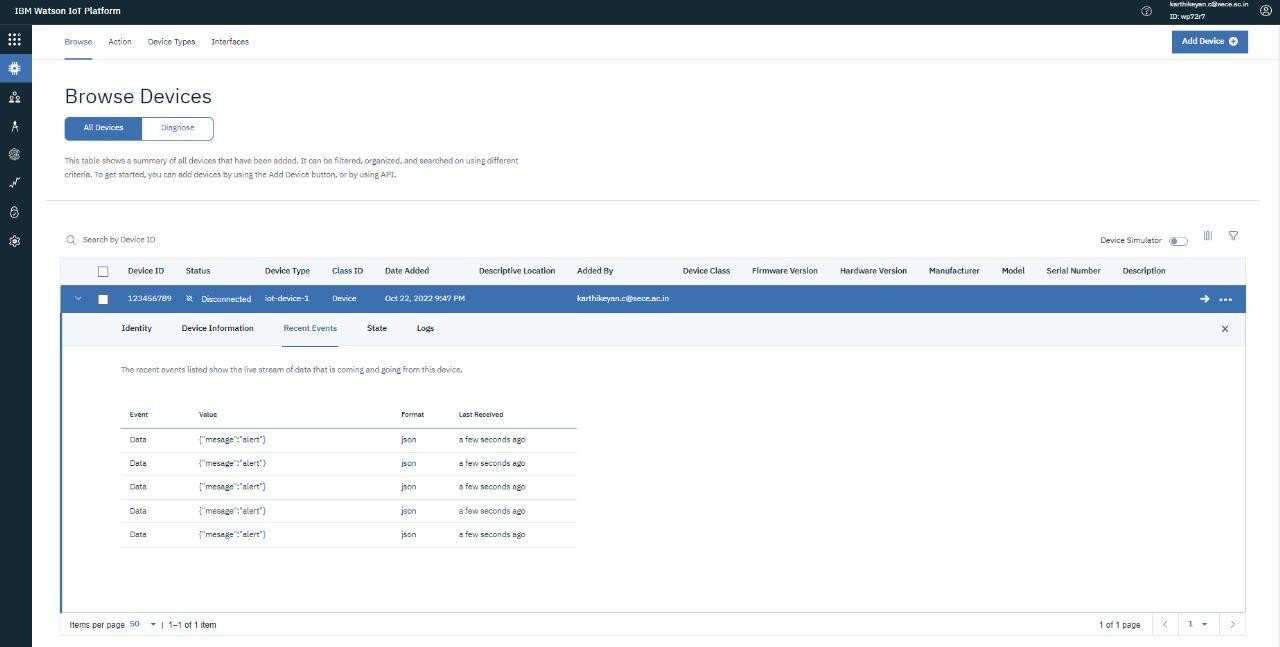 IBM Watson IoT Platform
karthikeyan.c@sece.ac.in
ID: wp72r7
Browse Action Device Types Interfaces
Add Device
Browse Devices
All Devices Diagnose
This table shows a summary of all devices that have been added. It can be filtered, organized, and searched on using different
criteria. To get started, you can add devices by using the Add Device button, or by using API.
Search by Device ID
Device Simulator
Device ID Status Device Type Class ID Date Added Descriptive Location Added By Device Class Firmware Version Hardware Version Manufacturer Model Serial Number Description
123456789 Disconnected iot-device-1 Device Oct 22, 2022 9:47 PM karthikeyan.c@sece.ac.in
Identity Device Information Recent Events State Logs
The recent events listed show the live stream of data that is coming and going from this device.
Event Value Format Last Received
Data {"mesage":"alert"} json a few seconds ago
Data {"mesage":"alert"} json a few seconds ago
Data {"mesage":"alert"} json a few seconds ago
Data {"mesage":"alert"} json a few seconds ago
Data {"mesage":"alert"} json a few seconds ago
Items per page 50 | 1–1 of 1 item
1 of 1 page 1